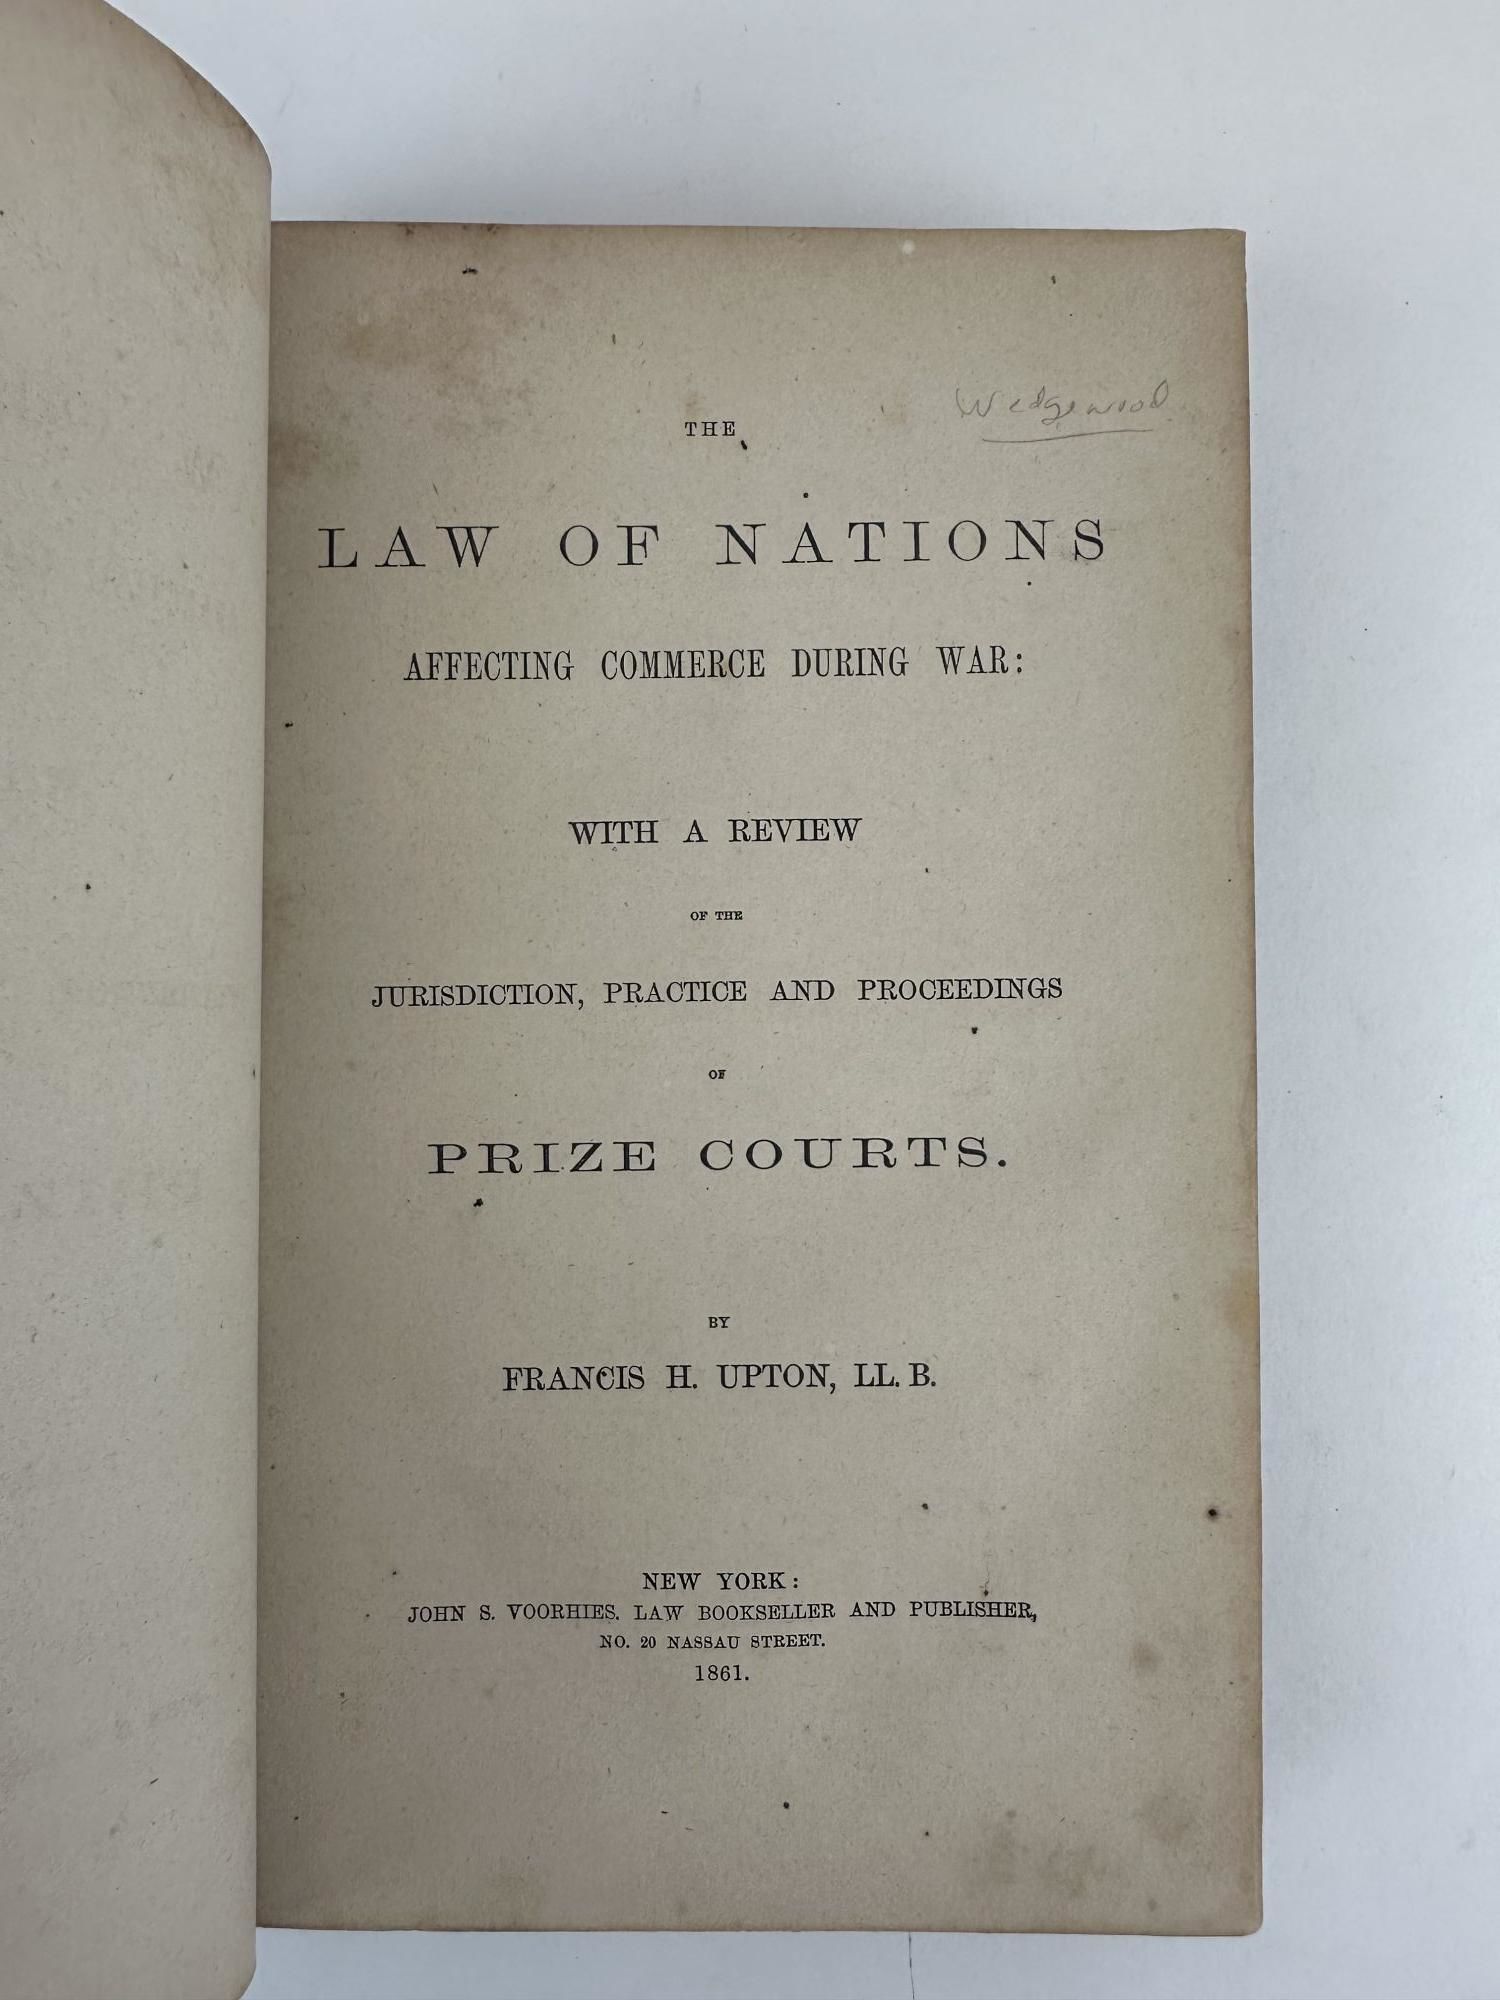 Wedgewood
THE
LAW OF NATIONS
AFFECTING COMMERCE DURING WAR:
WITH A REVIEW
OF THE
JURISDICTION, PRACTICE AND PROCEEDINGS
OF
PRIZE COURTS.
BY
FRANCIS H. UPTON, LL. B.
NEW YORK:
JOHN S. VOORHIES, LAW BOOKSELLER AND PUBLISHER,
NO. 20 NASSAU STREET.
1861.